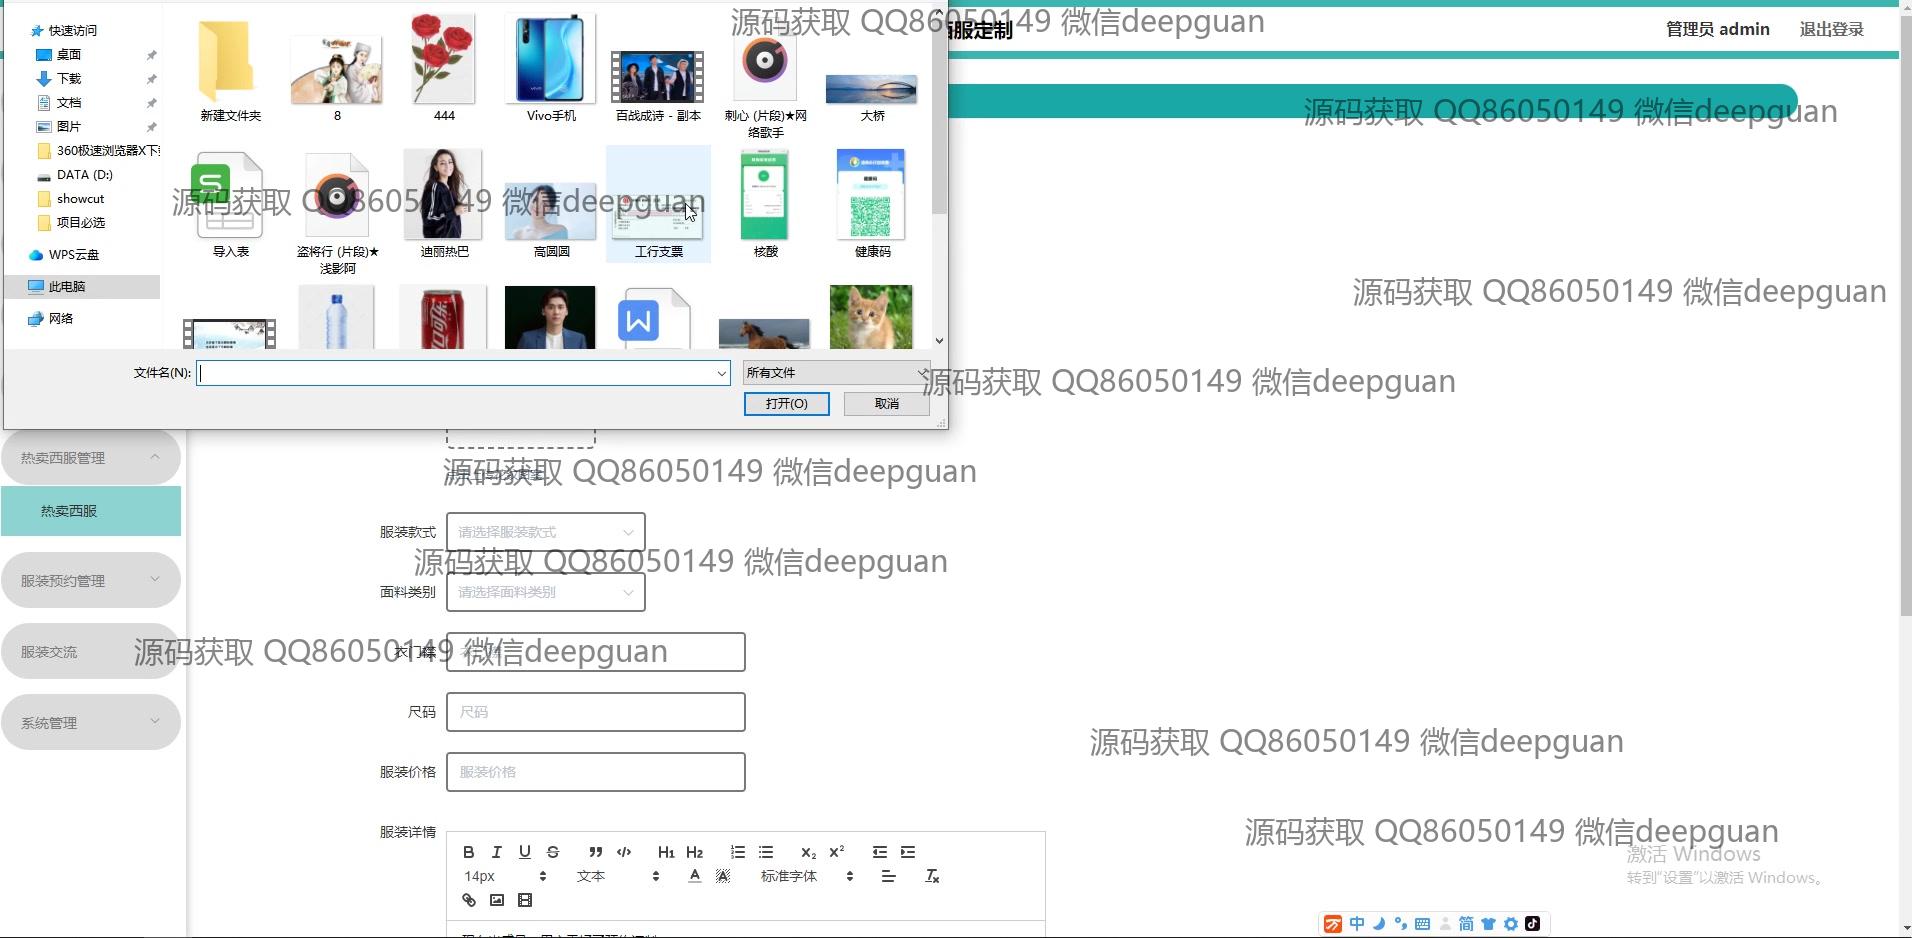 快速访问
桌面
下载
文档
图片
360极速浏览器X下
DATA (D:)
showcut
项目必选
WPS云盘
此电脑
网络
新建文件夹
8
444
Vivo手机
百战成诗 - 副本
刺心 (片段)★网络歌手
大桥
导入表
盗将行 (片段)★浅影阿
迪丽热巴
高圆圆
工行支票
核酸
健康码
文件名(N):
所有文件
打开(O)
取消
西服定制
管理员 admin
退出登录
源码获取 QQ86050149 微信deepguan
源码获取 QQ86050149 微信deepguan
源码获取 QQ86050149 微信deepguan
源码获取 QQ86050149 微信deepguan
源码获取 QQ86050149 微信deepguan
源码获取 QQ86050149 微信deepguan
热卖西服管理
热卖西服
服装预约管理
服装交流
系统管理
服装款式
请选择服装款式
源码获取 QQ86050149 微信deepguan
面料类别
请选择面料类别
源码获取 QQ86050149 微信deepguan
尺码
尺码
源码获取 QQ86050149 微信deepguan
服装价格
服装价格
源码获取 QQ86050149 微信deepguan
服装详情
B I U S H1 H2 X2 X2
14px
文本
标准字体
激活 Windows
转到"设置"以激活 Windows。
中
简